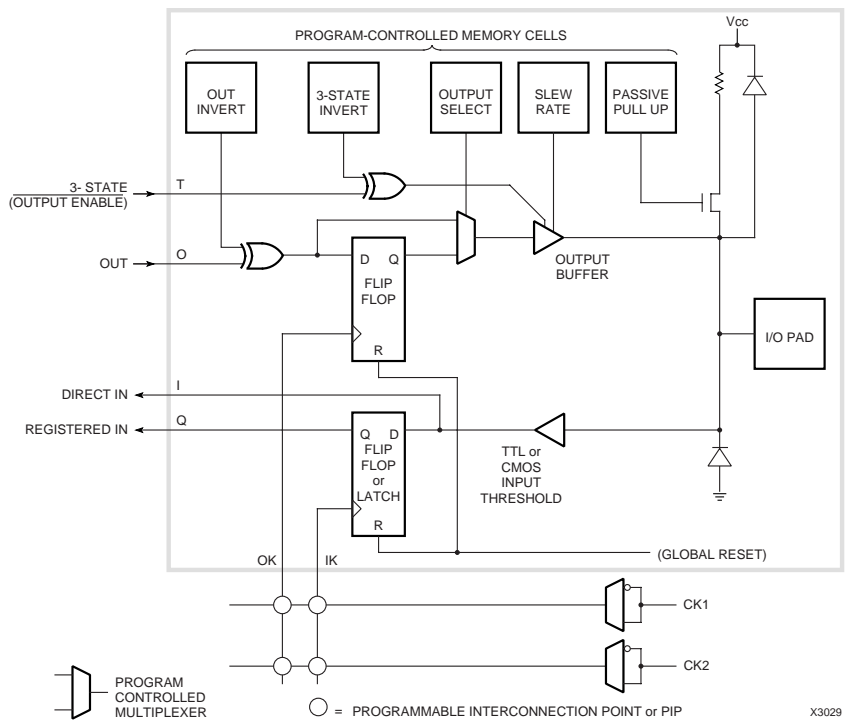 Vcc
PROGRAM-CONTROLLED MEMORY CELLS
OUT
INVERT
3-STATE
INVERT
OUTPUT
SELECT
SLEW
RATE
PASSIVE
PULL UP
3- STATE
(OUTPUT ENABLE)
T
OUT
O
D Q
FLIP
FLOP
R
OUTPUT
BUFFER
I/O PAD
DIRECT IN
I
REGISTERED IN
Q
Q D
FLIP
FLOP
or
LATCH
R
TTL or
CMOS
INPUT
THRESHOLD
(GLOBAL RESET)
OK
IK
CK1
CK2
PROGRAM
CONTROLLED
MULTIPLEXER
= PROGRAMMABLE INTERCONNECTION POINT or PIP
X3029